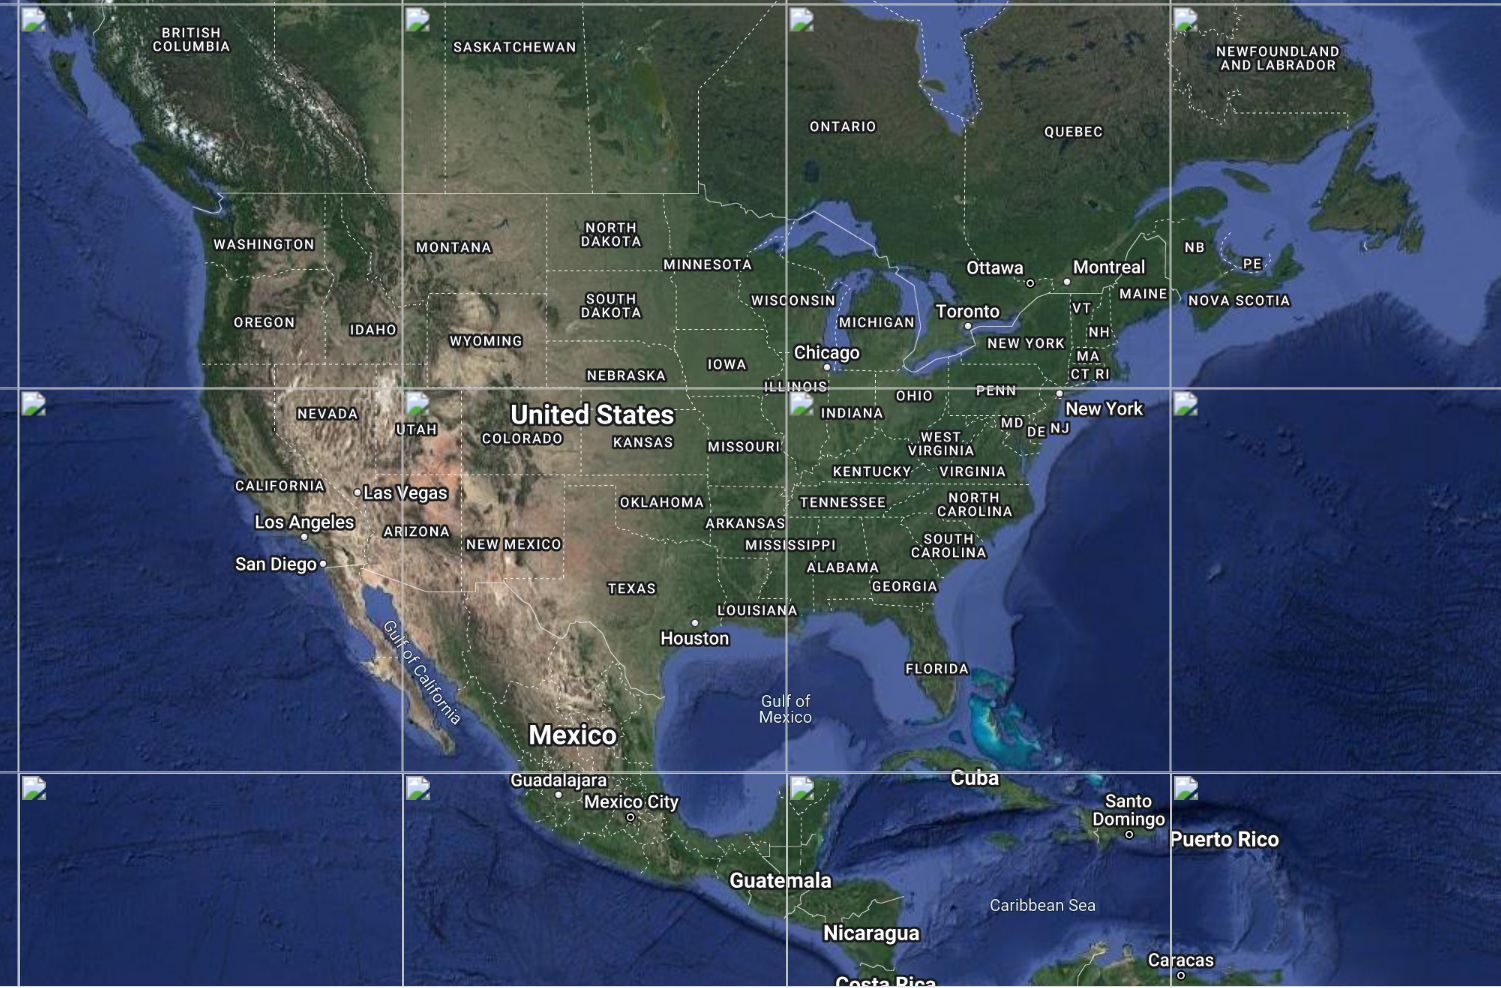 BRITISH
COLUMBIA
SASKATCHEWAN
NEWFOUNDLAND
AND LABRADOR
ONTARIO
QUEBEC
WASHINGTON
MONTANA
NORTH
DAKOTA
MINNESOTA
Ottawa
Montreal
NB
PE
OREGON
IDAHO
WYOMING
SOUTH
DAKOTA
WISCONSIN
MICHIGAN
Toronto
VT
MAINE
NOVA SCOTIA
NH
NEW YORK
MA
CT RI
NEBRASKA
IOWA
Chicago
ILLINOIS
OHIO
PENN
New York
NEVADA
UTAH
United States
COLORADO
KANSAS
MISSOURI
INDIANA
WEST
VIRGINIA
MD
DE
NJ
KENTUCKY
VIRGINIA
CALIFORNIA
Las Vegas
OKLAHOMA
TENNESSEE
NORTH
CAROLINA
Los Angeles
ARIZONA
NEW MEXICO
ARKANSAS
MISSISSIPPI
SOUTH
CAROLINA
San Diego
TEXAS
ALABAMA
GEORGIA
LOUISIANA
Houston
FLORIDA
Gulf of California
Gulf of
Mexico
Mexico
Guadalajara
Mexico City
Cuba
Santo
Domingo
Puerto Rico
Guatemala
Caribbean Sea
Nicaragua
Caracas
Costa Rica